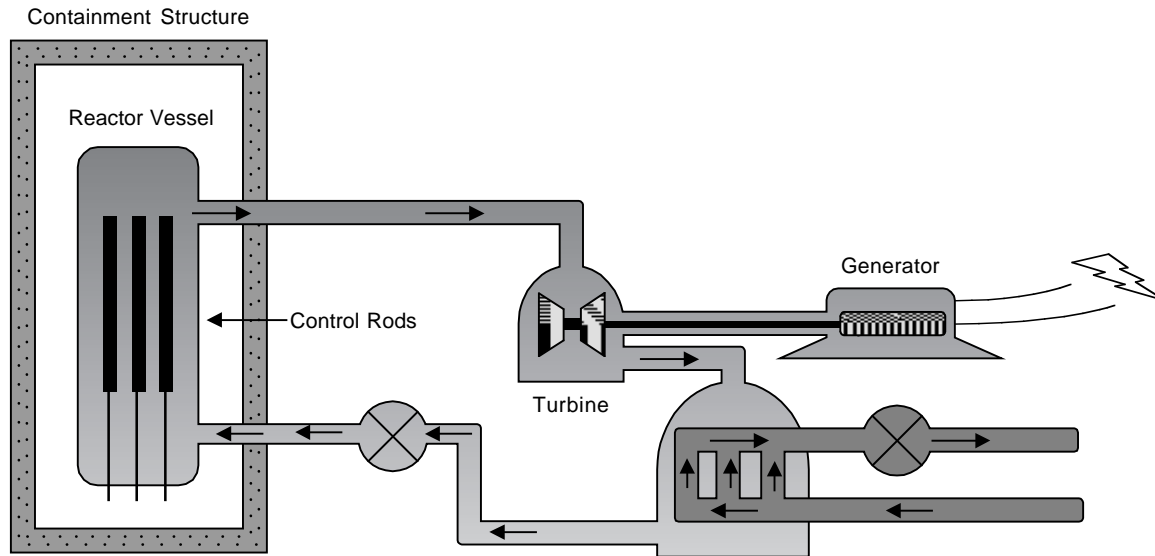 Containment Structure
Reactor Vessel
Generator
Control Rods
Turbine